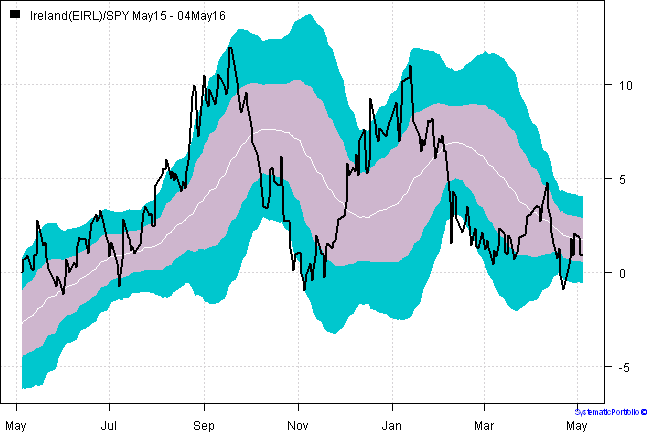 Ireland(EIRL)/SPY May15 - 04May16
10
5
0
-5
May Jul Sep Nov Jan Mar May
SystematicPortfolio ©